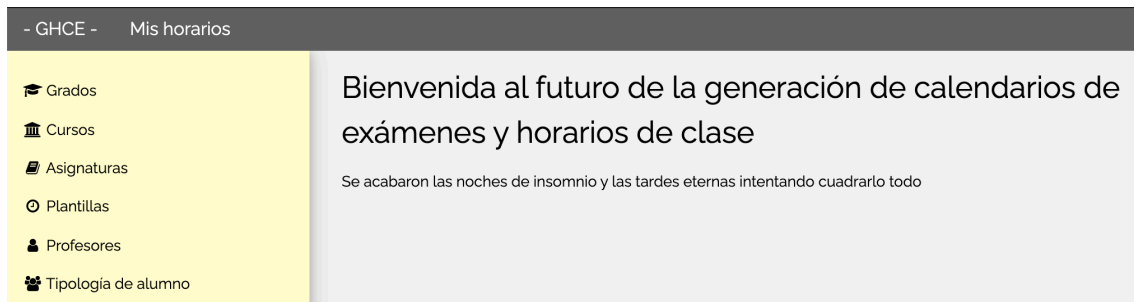 - GHCE - Mis horarios
Grados
Cursos
Asignaturas
Plantillas
Profesores
Tipología de alumno
Bienvenida al futuro de la generación de calendarios de
exámenes y horarios de clase
Se acabaron las noches de insomnio y las tardes eternas intentando cuadrarlo todo